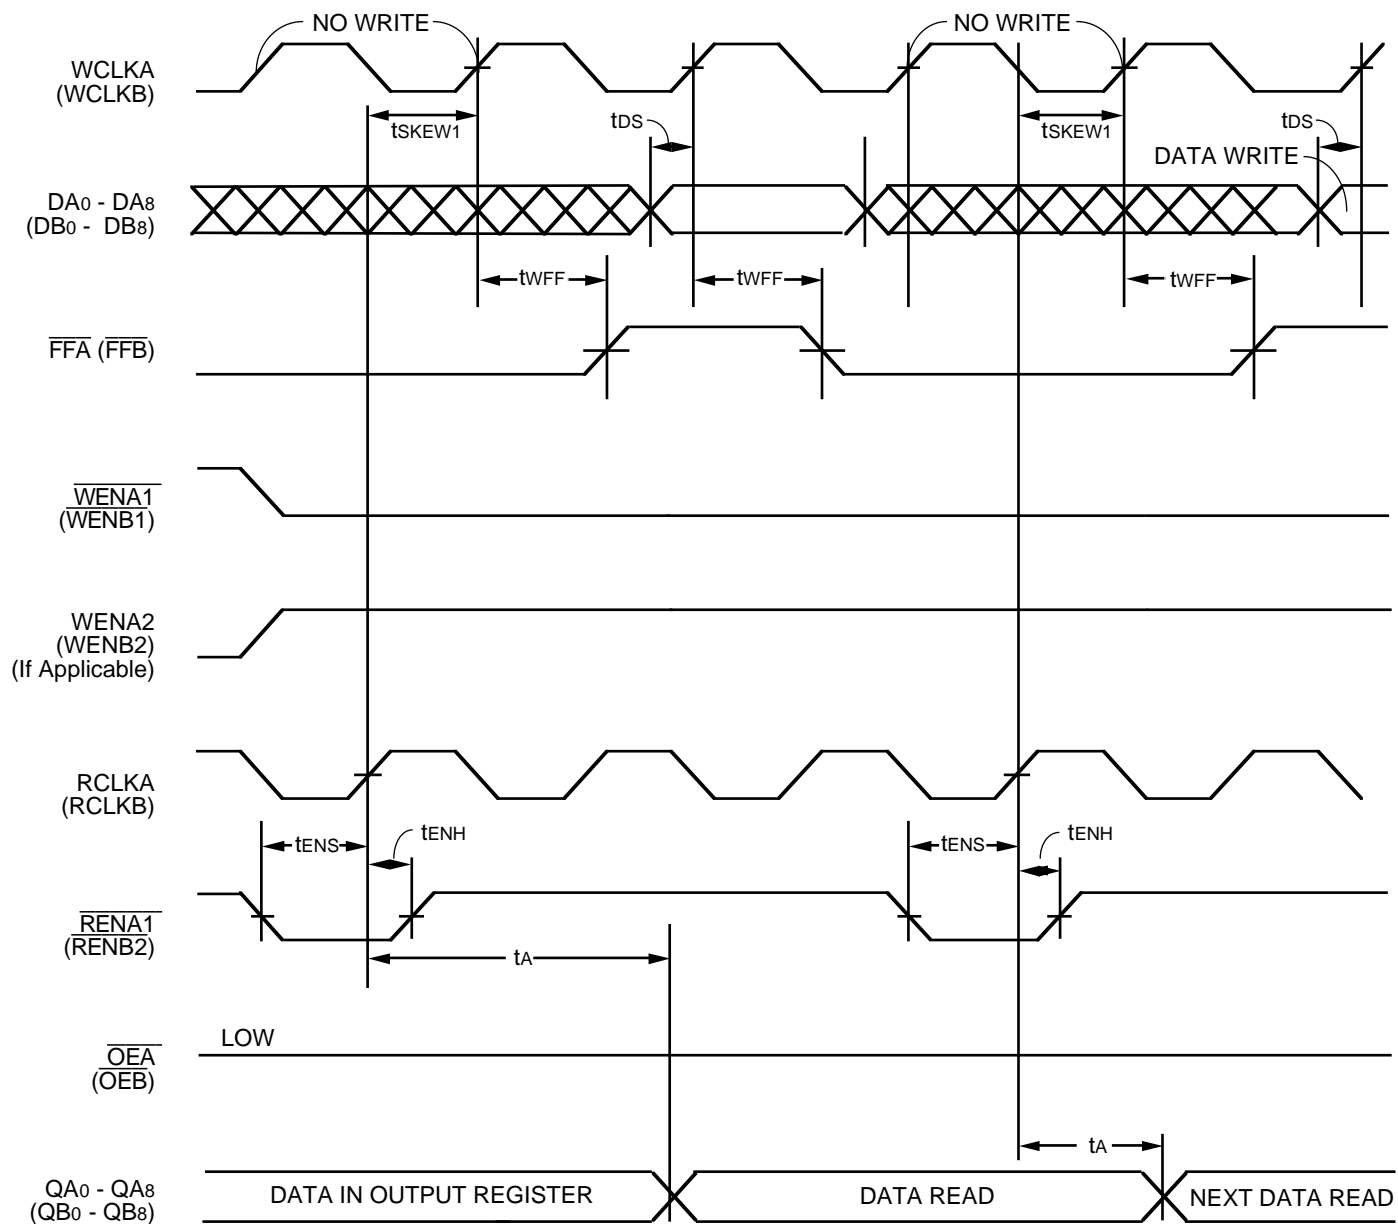 NO WRITE
NO WRITE
WCLKA
(WCLKB)
tSKEW1
tDS
tSKEW1
tDS
DATA WRITE
DA0 - DA8
(DB0 - DB8)
tWFF
tWFF
tWFF
FFA (FFB)
WENA1
(WENB1)
WENA2
(WENB2)
(If Applicable)
RCLKA
(RCLKB)
tENS
tENH
tENS
tENH
RENA1
(RENB2)
tA
LOW
OEA
(OEB)
tA
QA0 - QA8
(QB0 - QB8)
DATA IN OUTPUT REGISTER
DATA READ
NEXT DATA READ